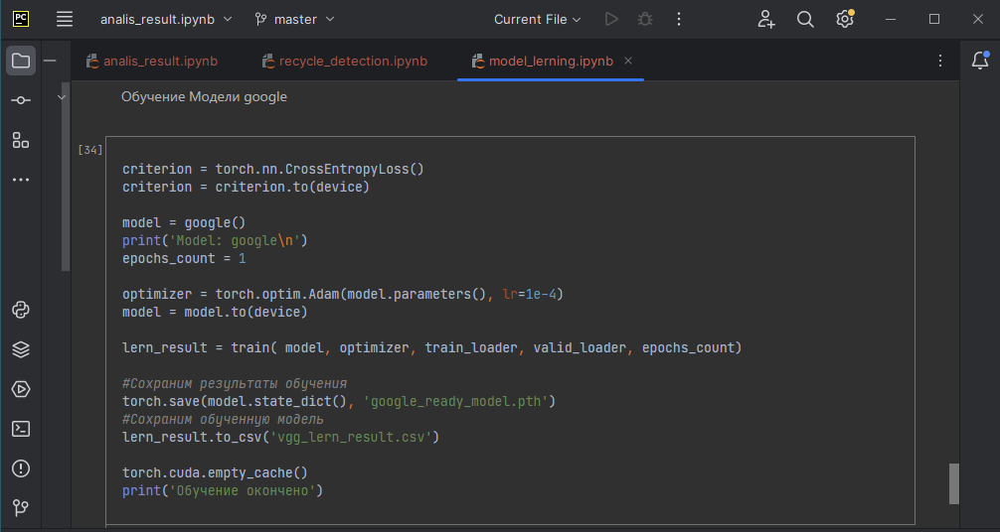 PC analis_result.ipynb master Current File
analis_result.ipynb recycle_detection.ipynb model_lerning.ipynb
Обучение Модели google
[34]
criterion = torch.nn.CrossEntropyLoss()
criterion = criterion.to(device)
model = google()
print('Model: google\n')
epochs_count = 1
optimizer = torch.optim.Adam(model.parameters(), lr=1e-4)
model = model.to(device)
lern_result = train( model, optimizer, train_loader, valid_loader, epochs_count)
#Сохраним результаты обучения
torch.save(model.state_dict(), 'google_ready_model.pth')
#Сохраним обученную модель
lern_result.to_csv('vgg_lern_result.csv')
torch.cuda.empty_cache()
print('Обучение окончено')